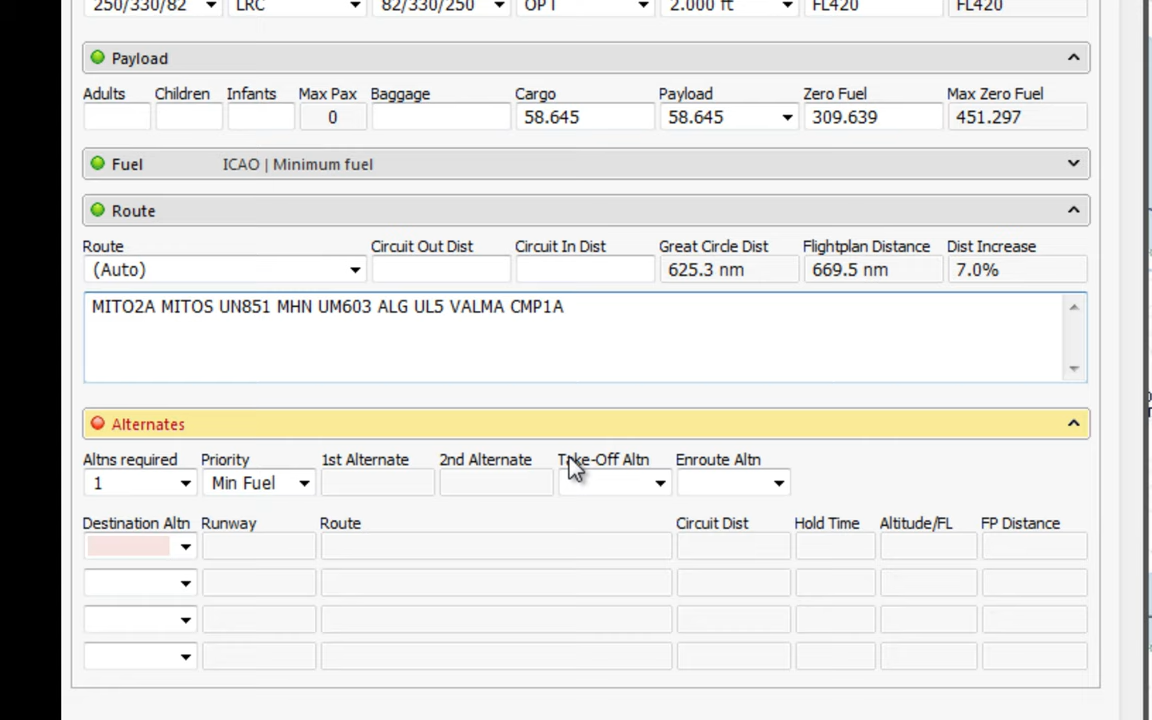 250/330/82 LRC 82/330/250 OPT 2.000 ft FL420 FL420
Payload
Adults Children Infants Max Pax Baggage Cargo Payload Zero Fuel Max Zero Fuel
0 58.645 58.645 309.639 451.297
Fuel ICAO | Minimum fuel
Route
Route Circuit Out Dist Circuit In Dist Great Circle Dist Flightplan Distance Dist Increase
(Auto) 625.3 nm 669.5 nm 7.0%
MITO2A MITOS UN851 MHN UM603 ALG UL5 VALMA CMP1A
Alternates
Altns required Priority 1st Alternate 2nd Alternate Take-Off Altn Enroute Altn
1 Min Fuel
Destination Altn Runway Route Circuit Dist Hold Time Altitude/FL FP Distance